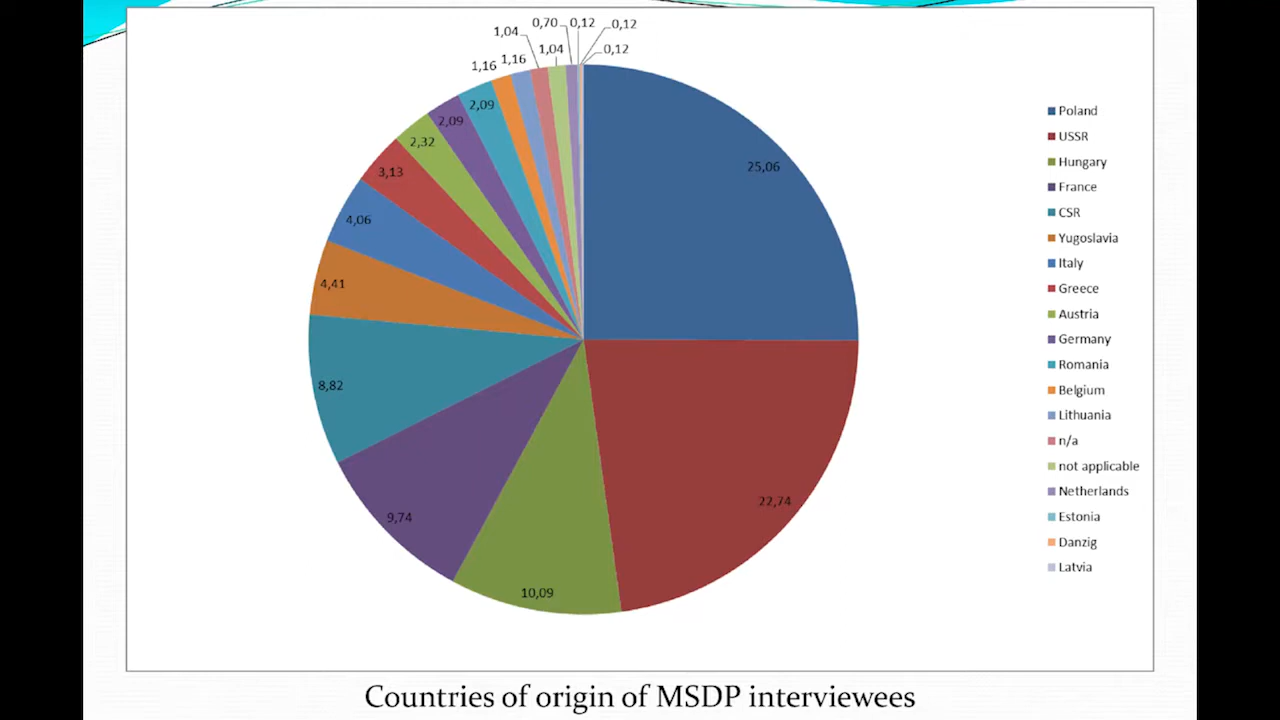 0,70
0,12
0,12
1,04
1,16
1,16
1,04
0,12
2,09
2,09
2,32
3,13
4,06
4,41
8,82
9,74
10,09
22,74
25,06
Poland
USSR
Hungary
France
CSR
Yugoslavia
Italy
Greece
Austria
Germany
Romania
Belgium
Lithuania
n/a
not applicable
Netherlands
Estonia
Danzig
Latvia
Countries of origin of MSDP interviewees